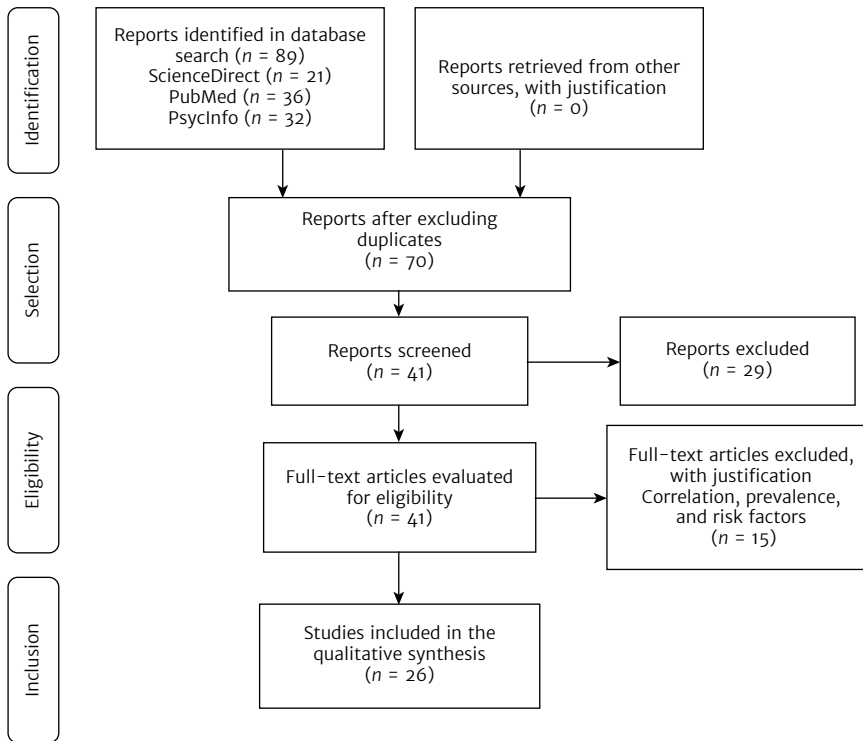 Identification
Reports identified in database
search (n = 89)
ScienceDirect (n = 21)
PubMed (n = 36)
PsycInfo (n = 32)
Reports retrieved from other
sources, with justification
(n = 0)
Selection
Reports after excluding
duplicates
(n = 70)
Reports screened
(n = 41)
Reports excluded
(n = 29)
Eligibility
Full-text articles evaluated
for eligibility
(n = 41)
Full-text articles excluded,
with justification
Correlation, prevalence,
and risk factors
(n = 15)
Inclusion
Studies included in the
qualitative synthesis
(n = 26)